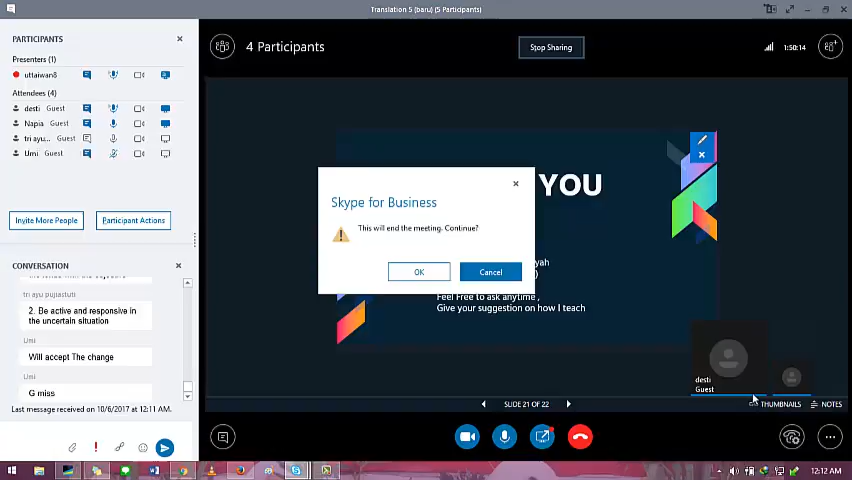 Translation 5 (baru) (5 Participants)
PARTICIPANTS
Presenters (1)
uttaiwan8
Attendees (4)
desti Guest
Napia Guest
tri ayu... Guest
Umi Guest
Invite More People
Participant Actions
CONVERSATION
tri ayu pujiastuti
2. Be active and responsive in
the uncertain situation
Umi
Will accept The change
Umi
G miss
Last message received on 10/6/2017 at 12:11 AM.
4 Participants
Stop Sharing
1:50:14
YOU
Skype for Business
This will end the meeting. Continue?
OK
Cancel
yah
)
Feel Free to ask anytime ,
Give your suggestion on how I teach
desti
Guest
SLIDE 21 OF 22
THUMBNAILS
NOTES
12:12 AM